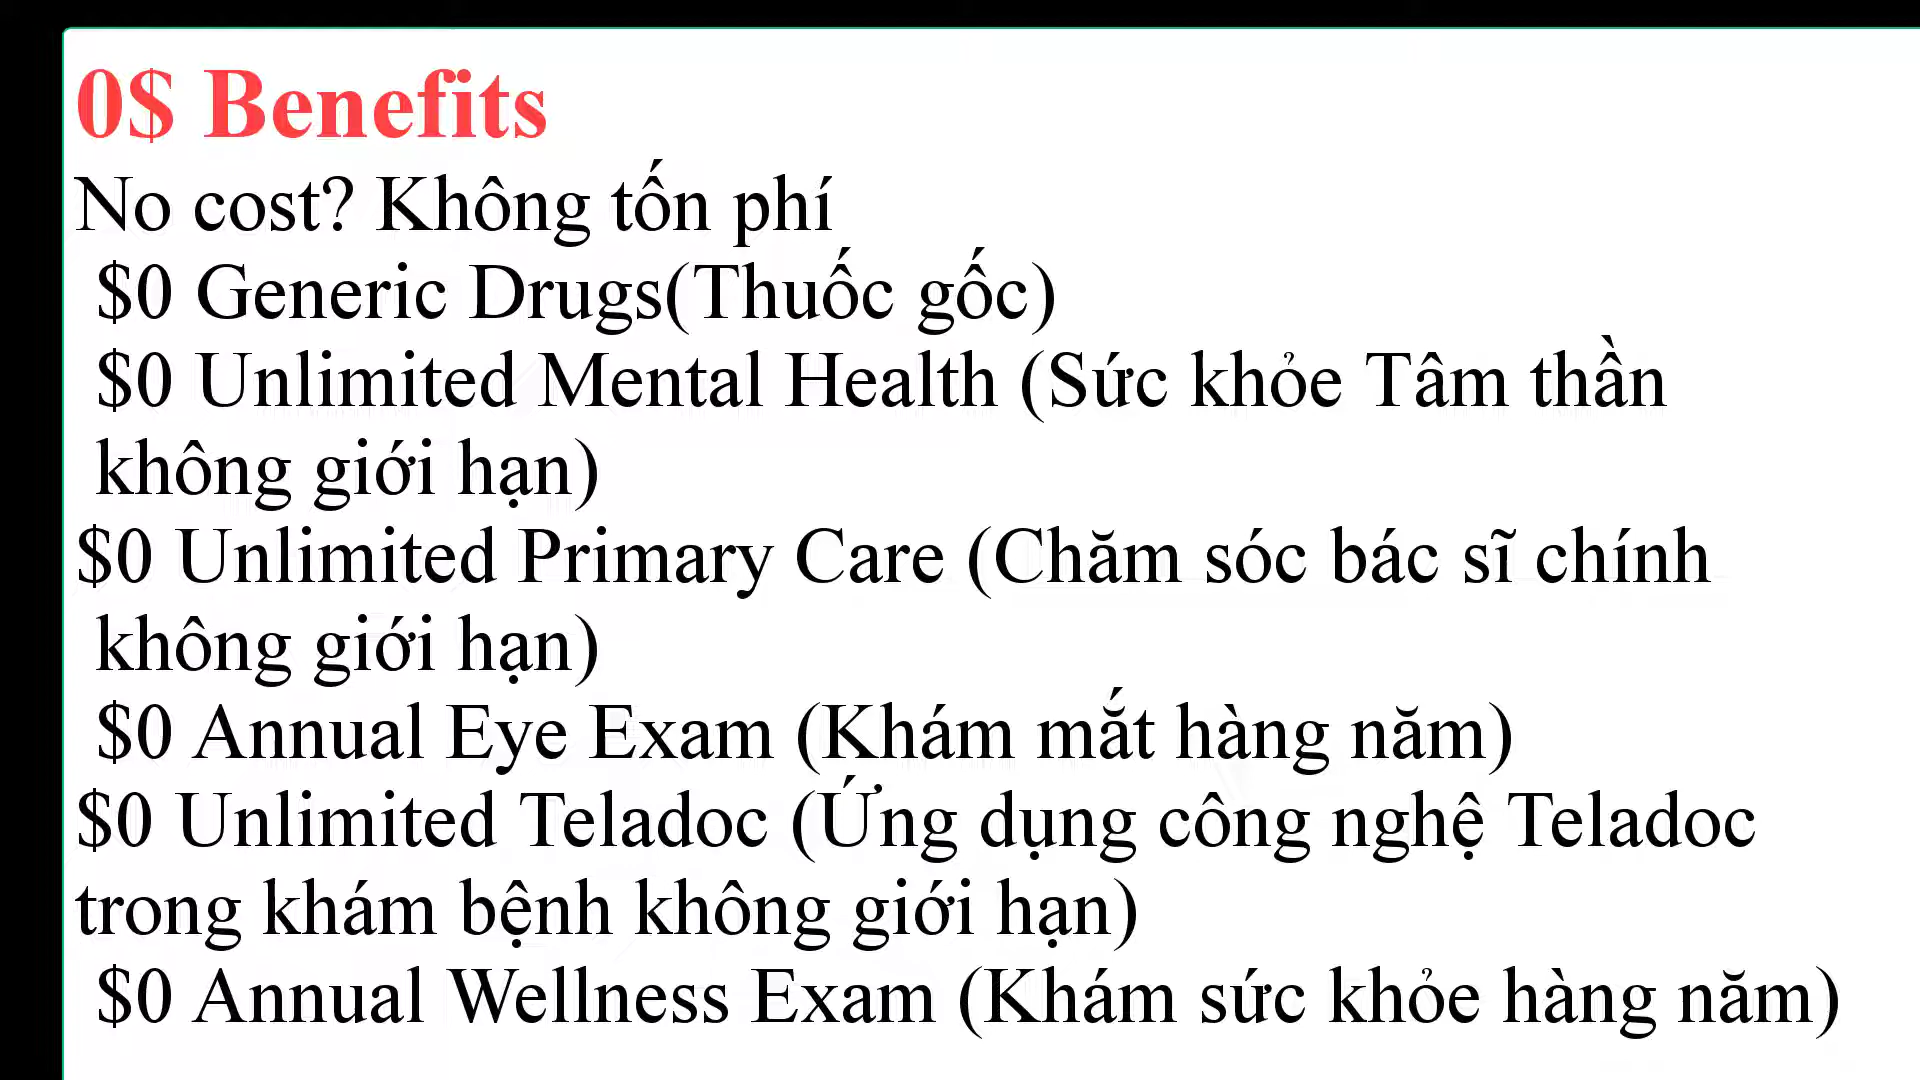 0$ Benefits
No cost? Không tốn phí
$0 Generic Drugs(Thuốc gốc)
$0 Unlimited Mental Health (Sức khỏe Tâm thần
không giới hạn)
$0 Unlimited Primary Care (Chăm sóc bác sĩ chính
không giới hạn)
$0 Annual Eye Exam (Khám mắt hàng năm)
$0 Unlimited Teladoc (Ứng dụng công nghệ Teladoc
trong khám bệnh không giới hạn)
$0 Annual Wellness Exam (Khám sức khỏe hàng năm)